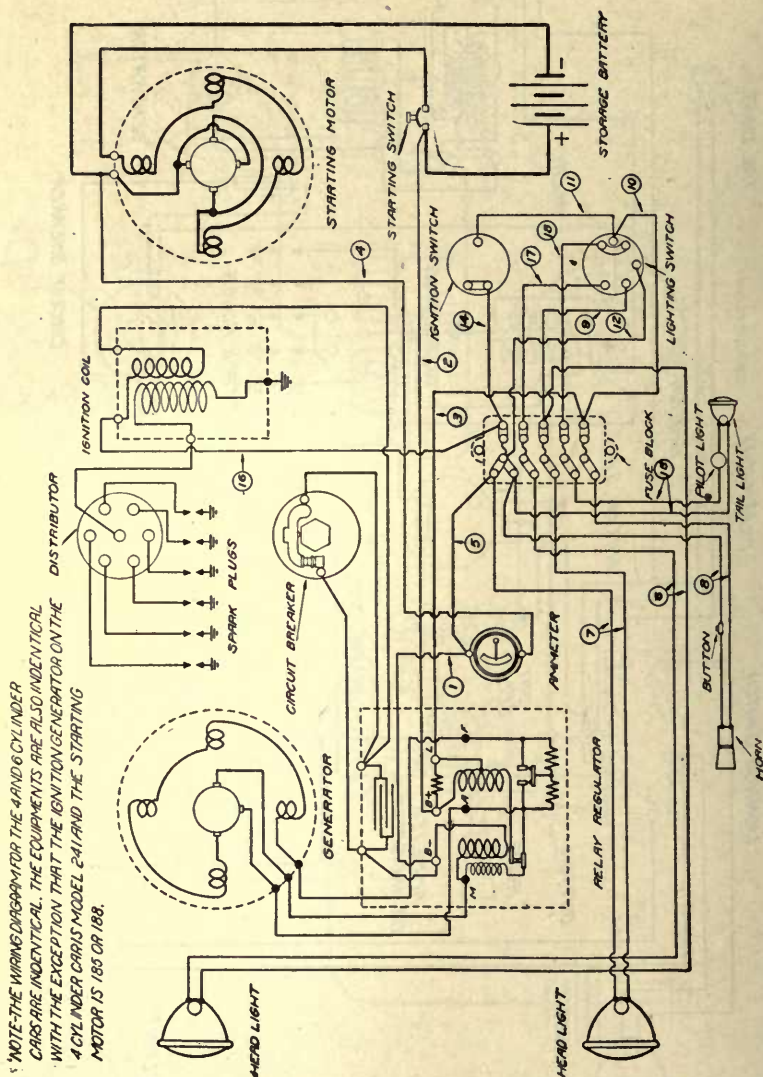 NOTE-THE WIRING DIAGRAM FOR THE 4 AND 6 CYLINDER
CARS ARE INDENTICAL. THE EQUIPMENTS ARE ALSO INDENTICAL
WITH THE EXCEPTION THAT THE IGNITION GENERATOR ON THE
4 CYLINDER CAR IS MODEL 241 AND THE STARTING
MOTOR IS 185 OR 188.
HEAD LIGHT
HEAD LIGHT
GENERATOR
RELAY REGULATOR
M
B-
B+
A
L
F
DISTRIBUTOR
SPARK PLUGS
CIRCUIT BREAKER
AMMETER
HORN
BUTTON
IGNITION COIL
FUSE BLOCK
PILOT LIGHT
TAIL LIGHT
STARTING MOTOR
STARTING SWITCH
IGNITION SWITCH
LIGHTING SWITCH
STORAGE BATTERY
+
-
1
2
3
4
5
6
7
8
9
10
11
12
14
16
17
18
18